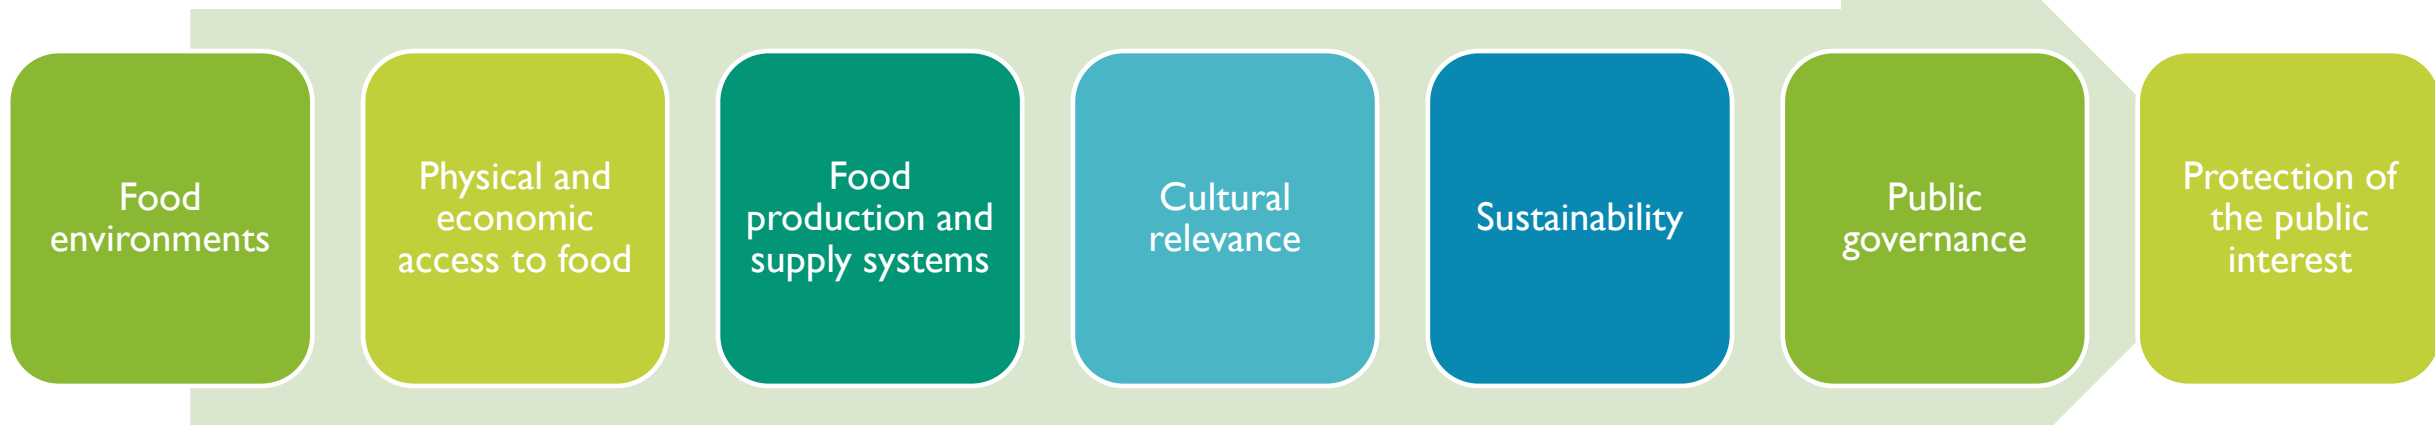 Food
environments
Physical and
economic
access to food
Food
production and
supply systems
Cultural
relevance
Sustainability
Public
governance
Protection of
the public
interest